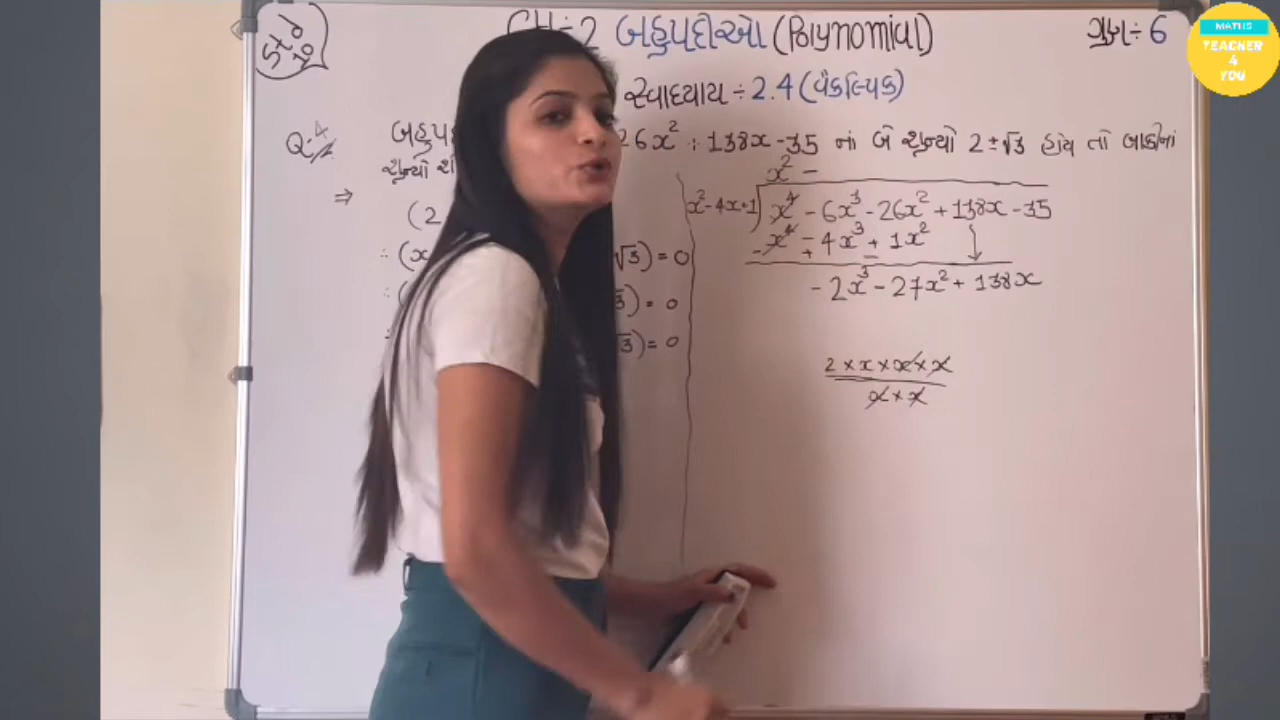 Std 10
CH÷2 બહુપદીઓ (Polynomial)
ગુણ÷6
MATHS
TEACHER
4
YOU
સ્વાધ્યાય ÷ 2.4 (વૈકલ્પિક)
Q.4 બહુપ 26x² + 138x - 35 નાં બે શૂન્યો 2 ± √3 હોય તો બાકીનાં
શૂન્યો શો
⇒
x² -
x² - 4x + 1) x⁴ - 6x³ - 26x² + 138x - 35
(2
x⁴ - 4x³ + 1x²
- + -
∴ (x √3) = 0
- 2x³ - 27x² + 138x
∴ ( √3) = 0
√3) = 0
2 × x × x × x
x × x